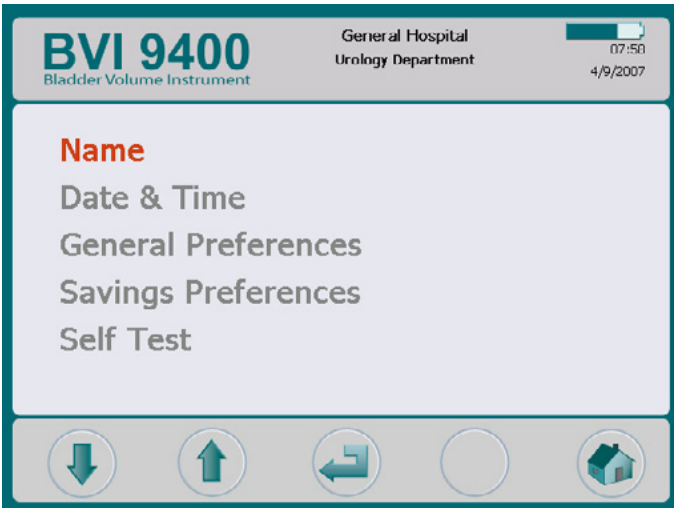 BVI 9400
Bladder Volume Instrument
General Hospital
Urology Department
07:50
4/9/2007
Name
Date & Time
General Preferences
Savings Preferences
Self Test